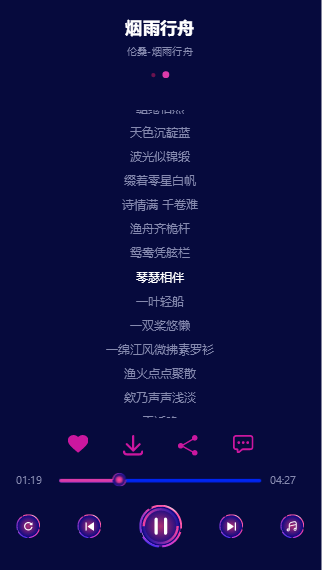 烟雨行舟
伦桑-烟雨行舟
天色沉靛蓝
波光似锦缎
缀着零星白帆
诗情满 千卷难
渔舟齐桅杆
鸳鸯凭舷栏
琴瑟相伴
一叶轻船
一双桨悠懒
一绵江风微拂素罗衫
渔火点点聚散
欸乃声声浅淡
01:19
04:27